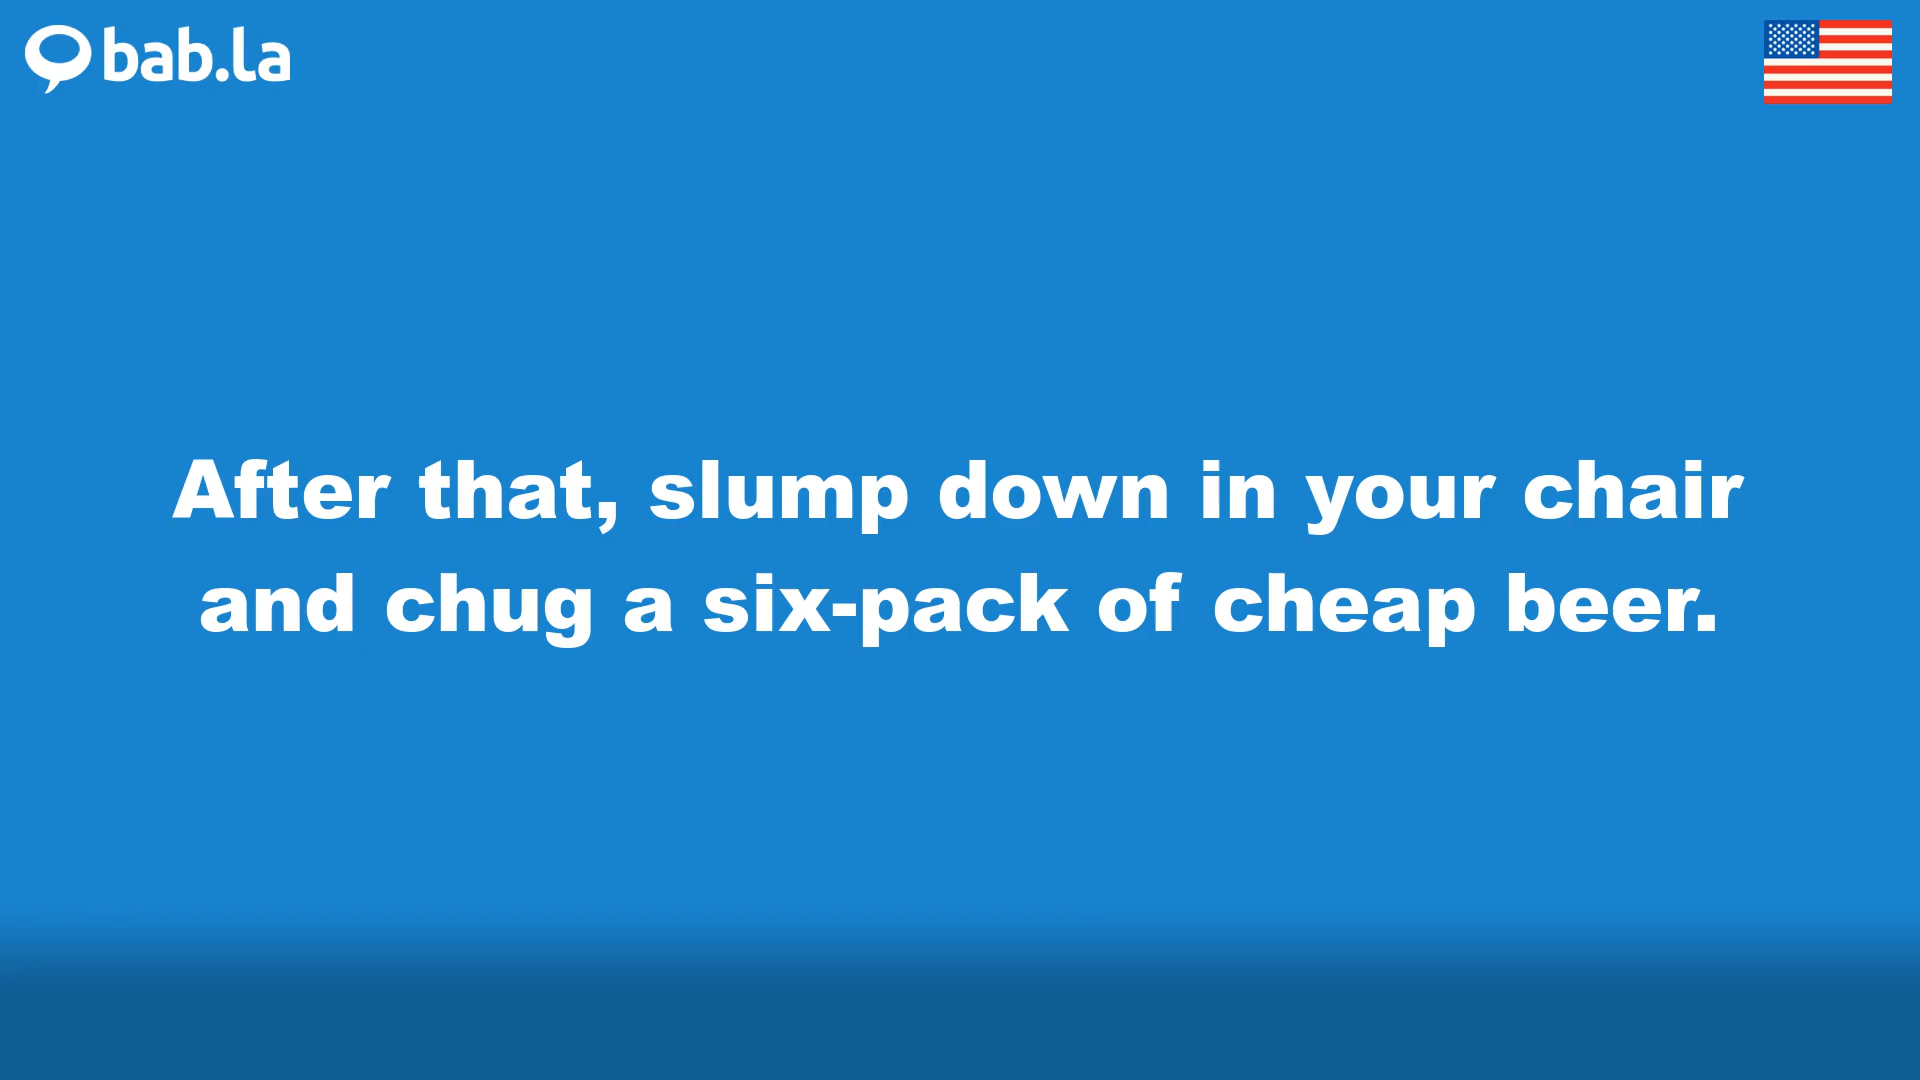 bab.la
After that, slump down in your chair
and chug a six-pack of cheap beer.